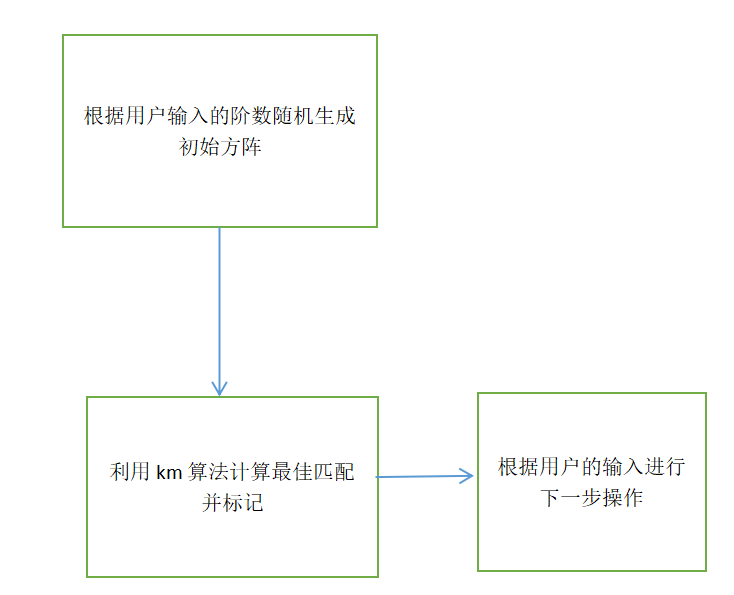 根据用户输入的阶数随机生成
初始方阵
利用 km 算法计算最佳匹配
并标记
根据用户的输入进行
下一步操作